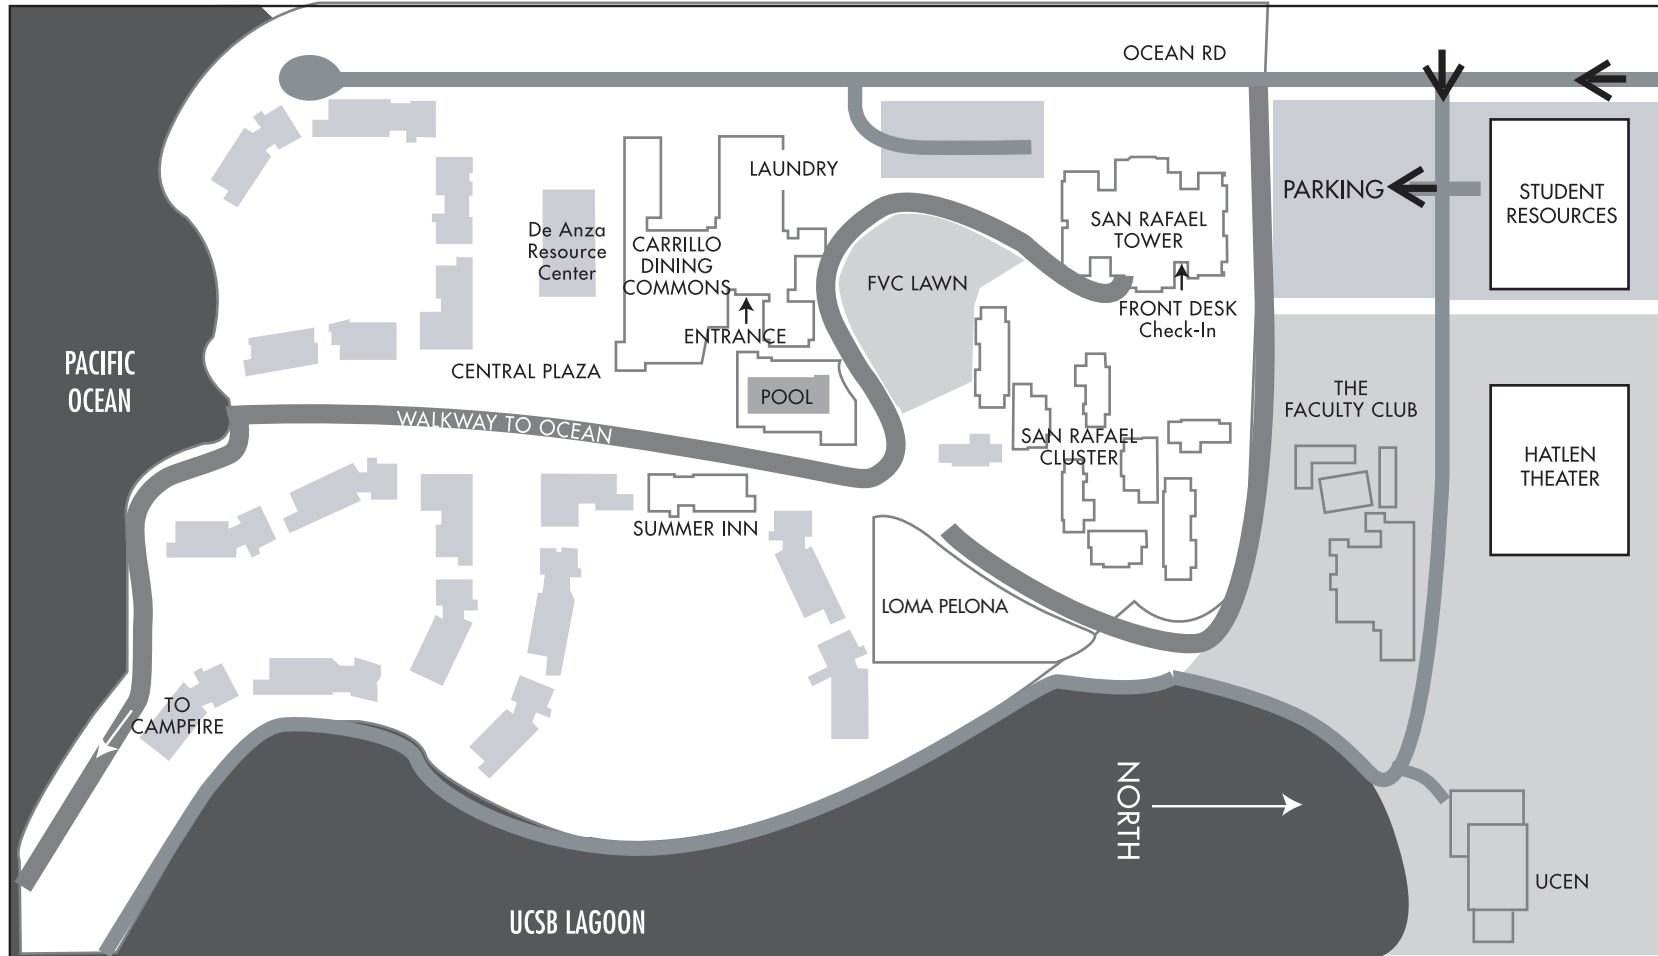 OCEAN RD
LAUNDRY
PARKING
STUDENT
RESOURCES
De Anza
Resource
Center
CARRILLO
DINING
COMMONS
SAN RAFAEL
TOWER
FVC LAWN
FRONT DESK
Check-In
ENTRANCE
PACIFIC
OCEAN
CENTRAL PLAZA
POOL
THE
FACULTY CLUB
WALKWAY TO OCEAN
SAN RAFAEL
CLUSTER
HATLEN
THEATER
SUMMER INN
LOMA PELONA
TO
CAMPFIRE
NORTH
UCEN
UCSB LAGOON